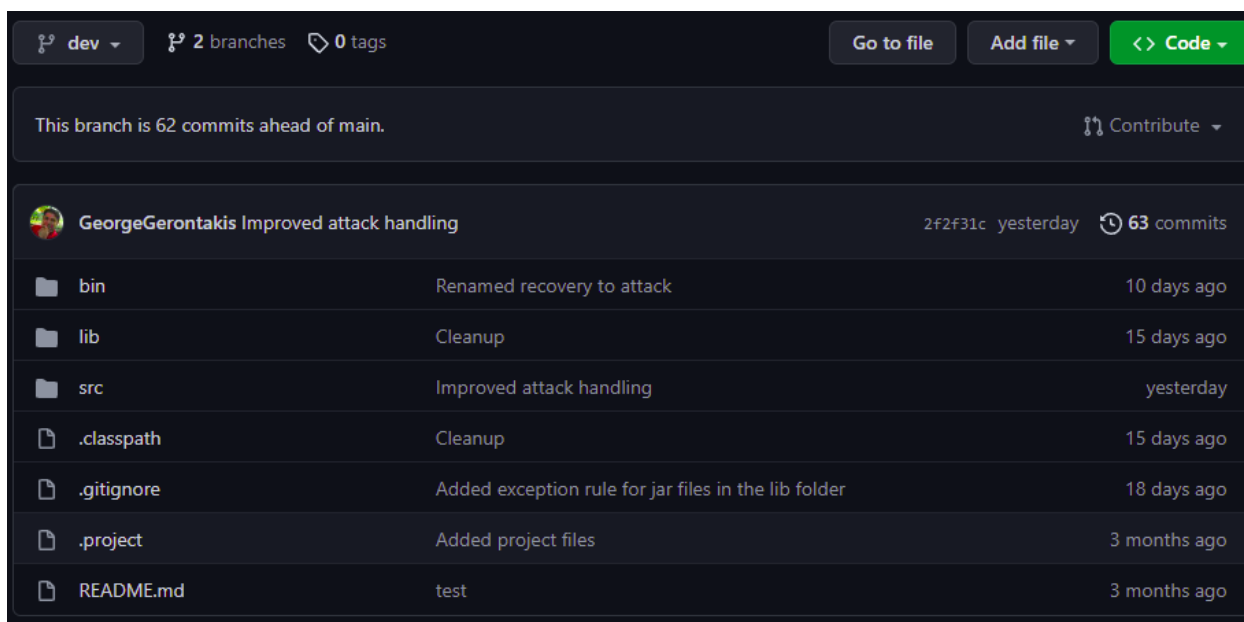 dev 2 branches 0 tags Go to file Add file <> Code
This branch is 62 commits ahead of main. Contribute
GeorgeGerontakis Improved attack handling 2f2f31c yesterday 63 commits
bin Renamed recovery to attack 10 days ago
lib Cleanup 15 days ago
src Improved attack handling yesterday
.classpath Cleanup 15 days ago
.gitignore Added exception rule for jar files in the lib folder 18 days ago
.project Added project files 3 months ago
README.md test 3 months ago